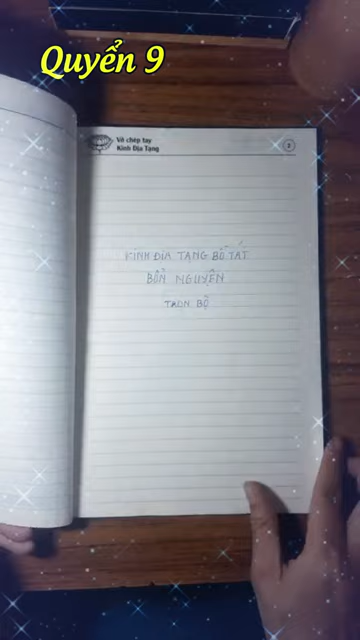 Quyển 9
Vở chép tay
Kinh Địa Tạng
KINH ĐỊA TẠNG BỒ TÁT
BỔN NGUYỆN
TRỌN BỘ